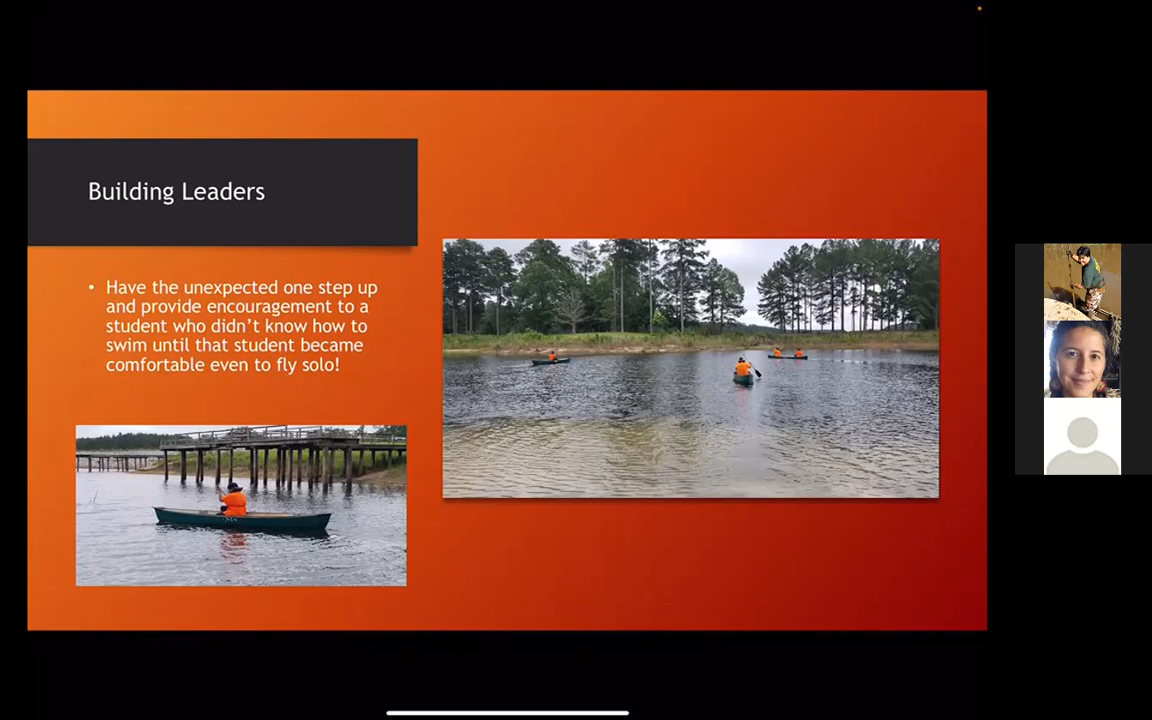 Building Leaders
• Have the unexpected one step up
and provide encouragement to a
student who didn't know how to
swim until that student became
comfortable even to fly solo!